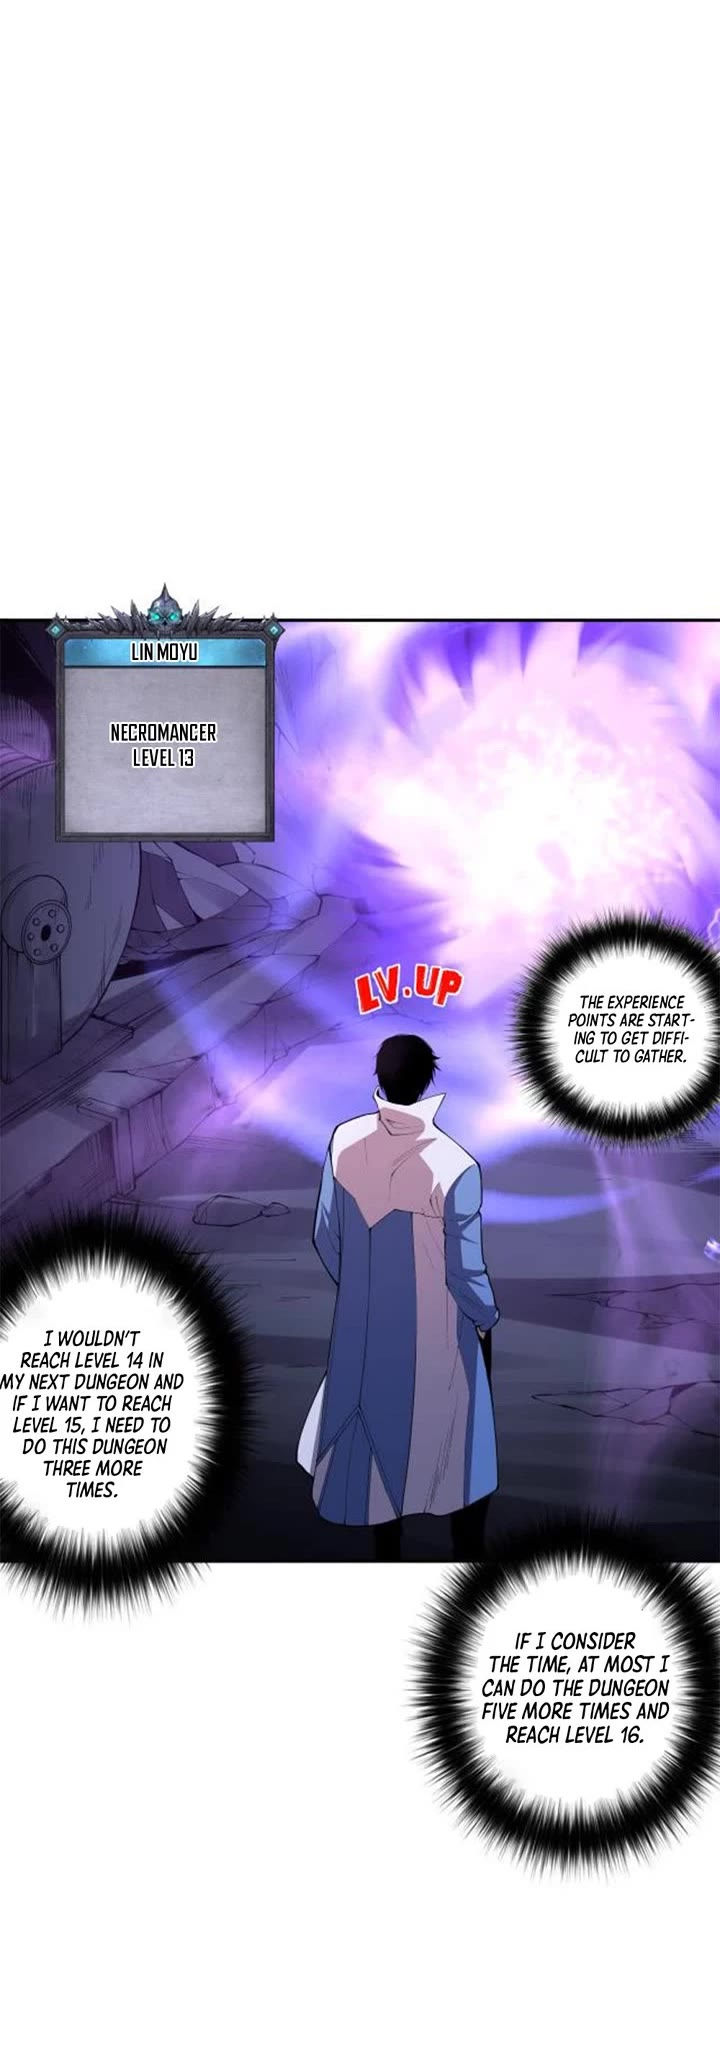 LIN MOYU
NECROMANCER
LEVEL 13
LV.UP
THE EXPERIENCE
POINTS ARE START-
ING TO GET DIFFI-
CULT TO GATHER.
I WOULDN'T
REACH LEVEL 14 IN
MY NEXT DUNGEON AND
IF I WANT TO REACH
LEVEL 15, I NEED TO
DO THIS DUNGEON
THREE MORE
TIMES.
IF I CONSIDER
THE TIME, AT MOST I
CAN DO THE DUNGEON
FIVE MORE TIMES AND
REACH LEVEL 16.